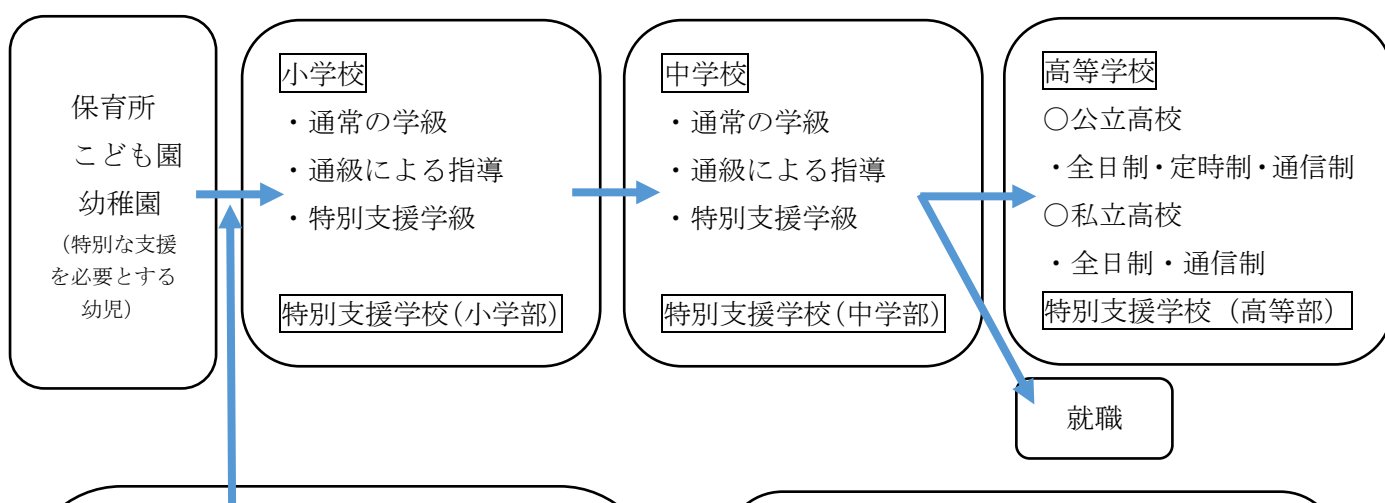 保育所
こども園
幼稚園
（特別な支援
を必要とする
幼児）
小学校
・通常の学級
・通級による指導
・特別支援学級
特別支援学校(小学部)
中学校
・通常の学級
・通級による指導
・特別支援学級
特別支援学校(中学部)
高等学校
○公立高校
・全日制・定時制・通信制
○私立高校
・全日制・通信制
特別支援学校（高等部）
就職